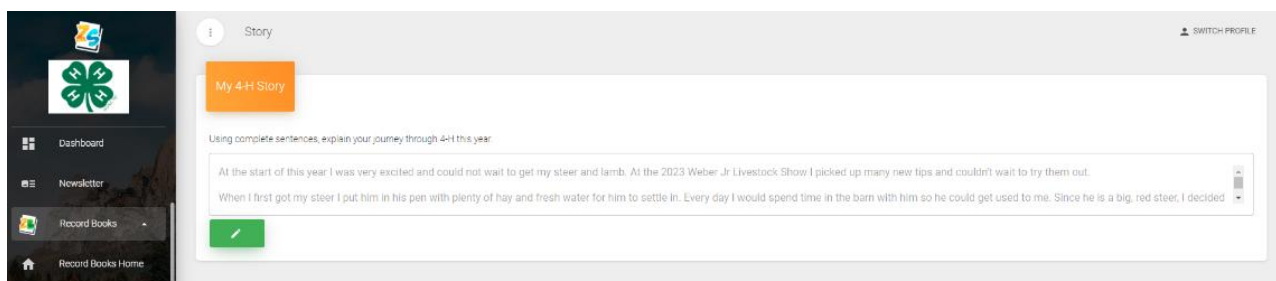 Story
SWITCH PROFILE
My 4-H Story
Dashboard
Using complete sentences, explain your journey through 4-H this year.
At the start of this year I was very excited and could not wait to get my steer and lamb. At the 2023 Weber Jr Livestock Show I picked up many new tips and couldn't wait to try them out.
Newsletter
When I first got my steer I put him in his pen with plenty of hay and fresh water for him to settle in. Every day I would spend time in the barn with him so he could get used to me. Since he is a big, red steer, I decided
Record Books
Record Books Home